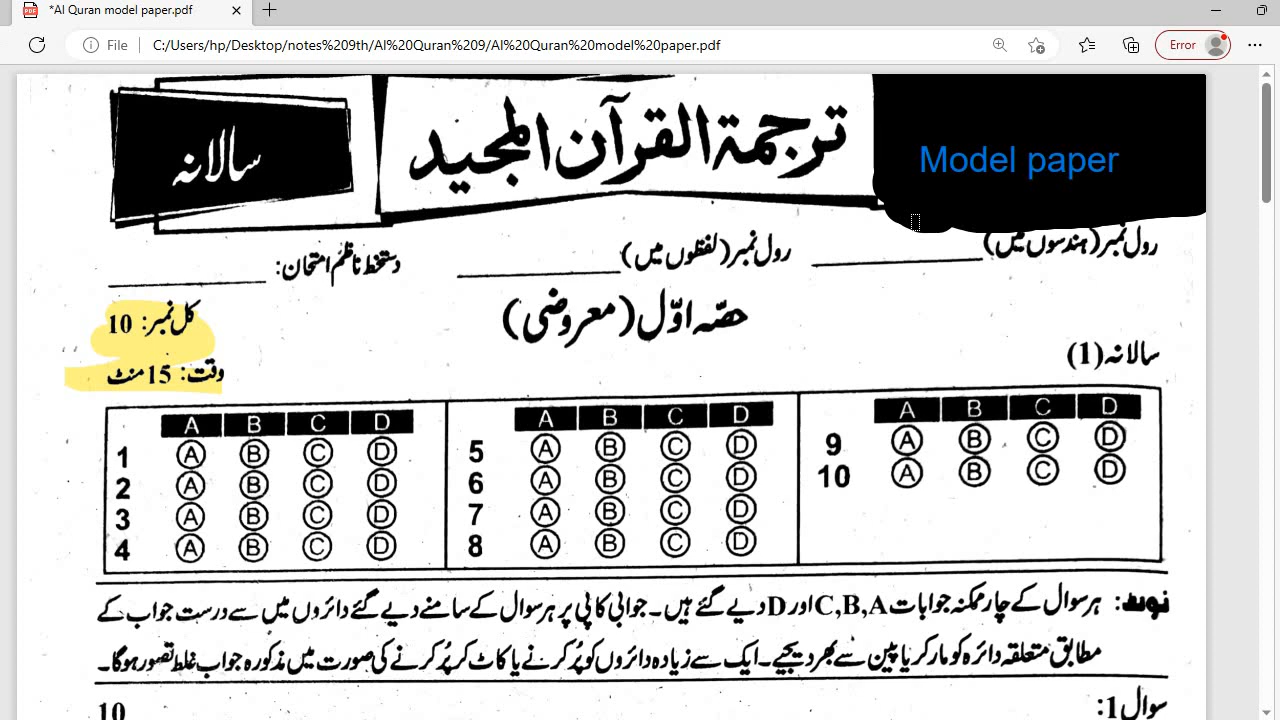 *Al Quran model paper.pdf
File C:/Users/hp/Desktop/notes%209th/Al%20Quran%209/Al%20Quran%20model%20paper.pdf Error
Model paper ترجمۃ القرآن المجید سالانہ
رول نمبر (ہندسوں میں) ____________ رول نمبر (لفظوں میں) ____________ دستخط ناظم امتحان: ____________
حصّہ اوّل (معروضی) کل نمبر: 10
سالانہ (1) وقت: 15 منٹ
A B C D A B C D A B C D
1 A B C D 5 A B C D 9 A B C D
2 A B C D 6 A B C D 10 A B C D
3 A B C D 7 A B C D
4 A B C D 8 A B C D
نوٹ: ہر سوال کے چار ممکنہ جوابات C,B,A اور D دیے گئے ہیں۔ جوابی کاپی پر ہر سوال کے سامنے دیے گئے دائروں میں سے درست جواب کے
مطابق متعلقہ دائرہ کو مارکر یا پین سے بھر دیجیے۔ ایک سے زیادہ دائروں کو پُر کرنے یا کاٹ کر پُر کرنے کی صورت میں مذکورہ جواب غلط تصور ہوگا۔
سوال 1: 10